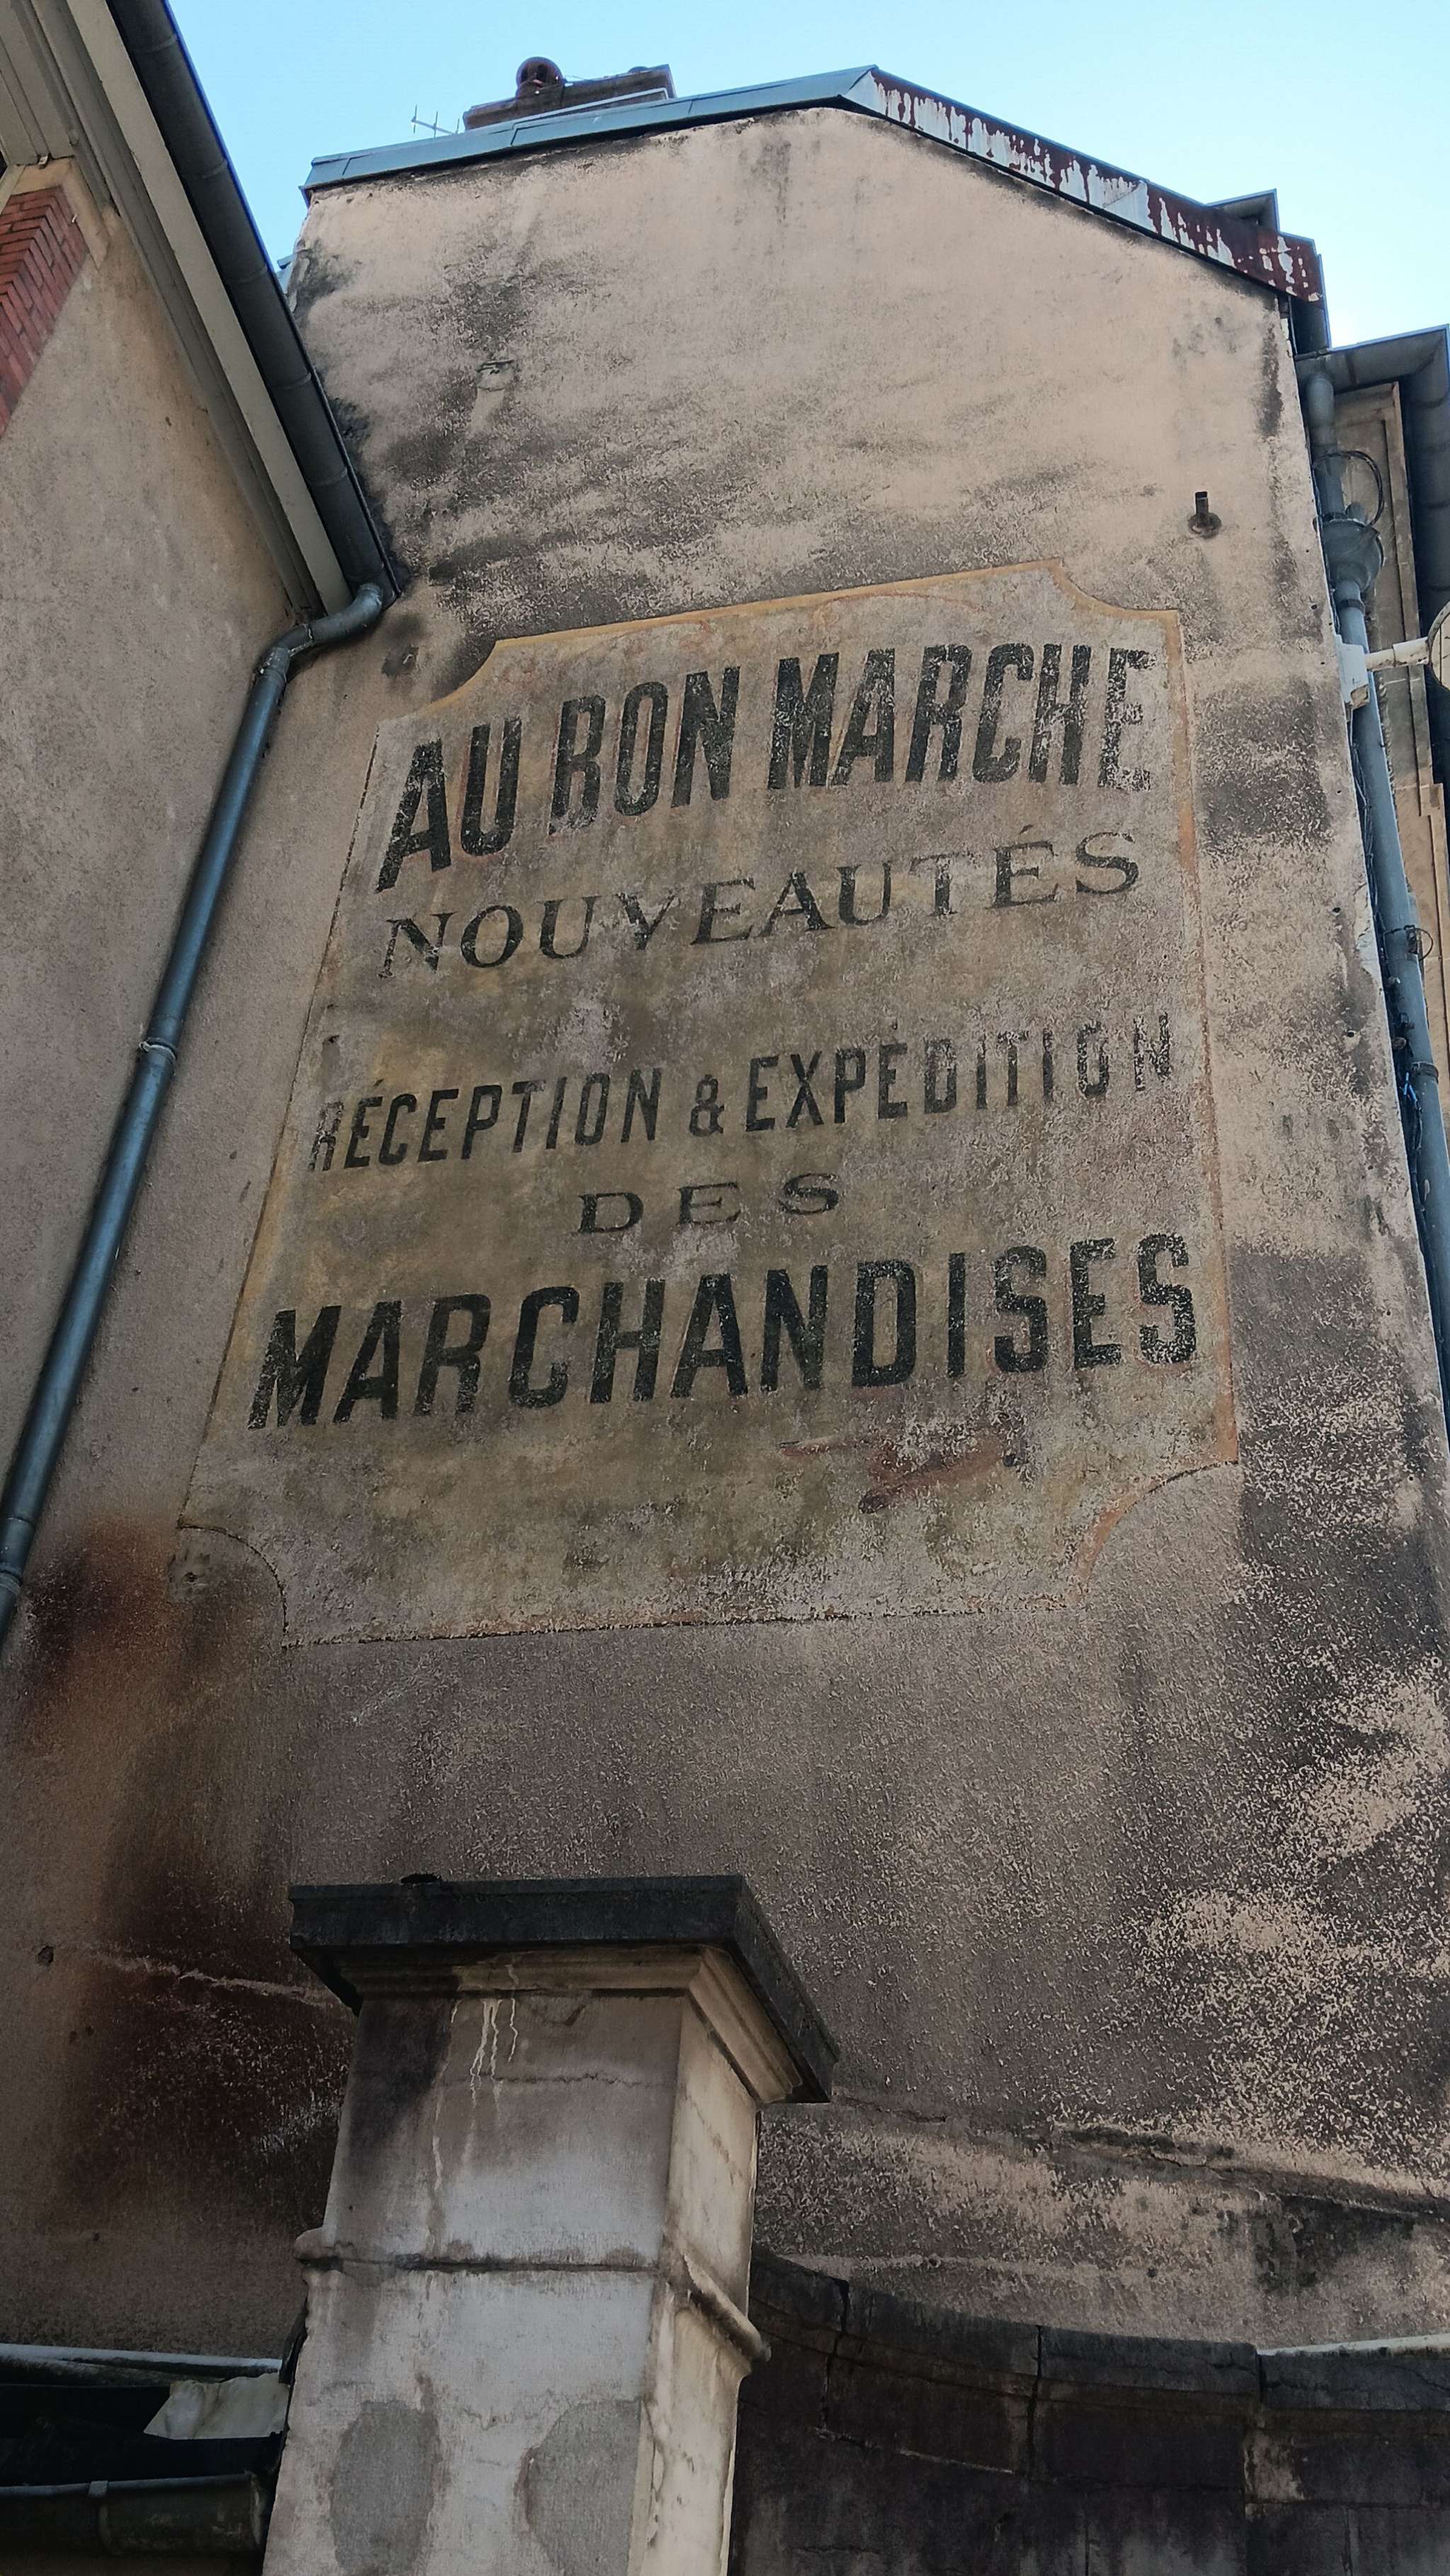 AU BON MARCHE
NOUVEAUTÉS
RÉCEPTION & EXPÉDITION
DES
MARCHANDISES